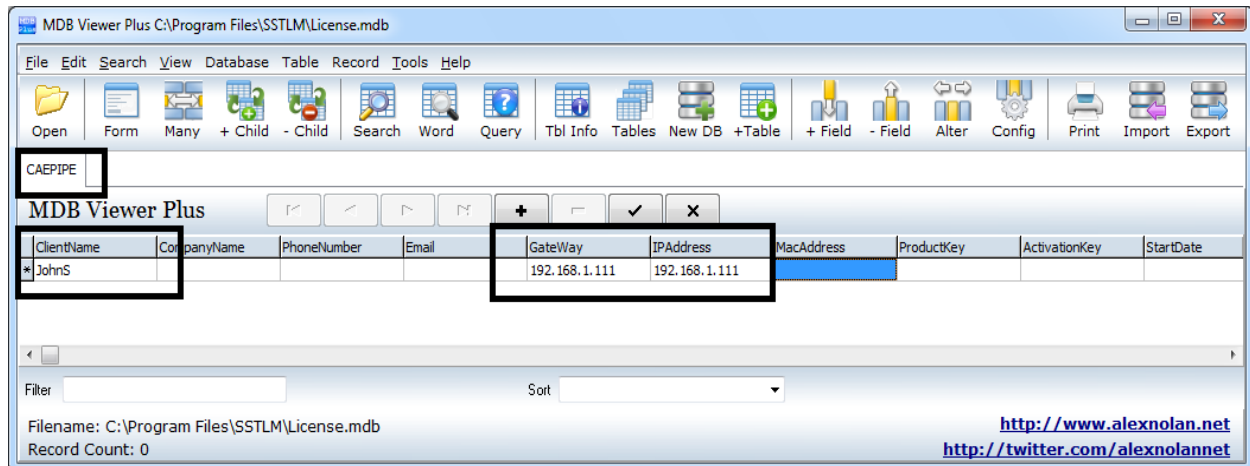 MDB Viewer Plus C:\Program Files\SSTLM\License.mdb
File Edit Search View Database Table Record Tools Help
Open Form Many + Child - Child Search Word Query Tbl Info Tables New DB +Table + Field - Field Alter Config Print Import Export
CAEPIPE
MDB Viewer Plus
ClientName CompanyName PhoneNumber Email GateWay IPAddress MacAddress ProductKey ActivationKey StartDate
* JohnS 192.168.1.111 192.168.1.111
Filter Sort
Filename: C:\Program Files\SSTLM\License.mdb http://www.alexnolan.net
Record Count: 0 http://twitter.com/alexnolannet